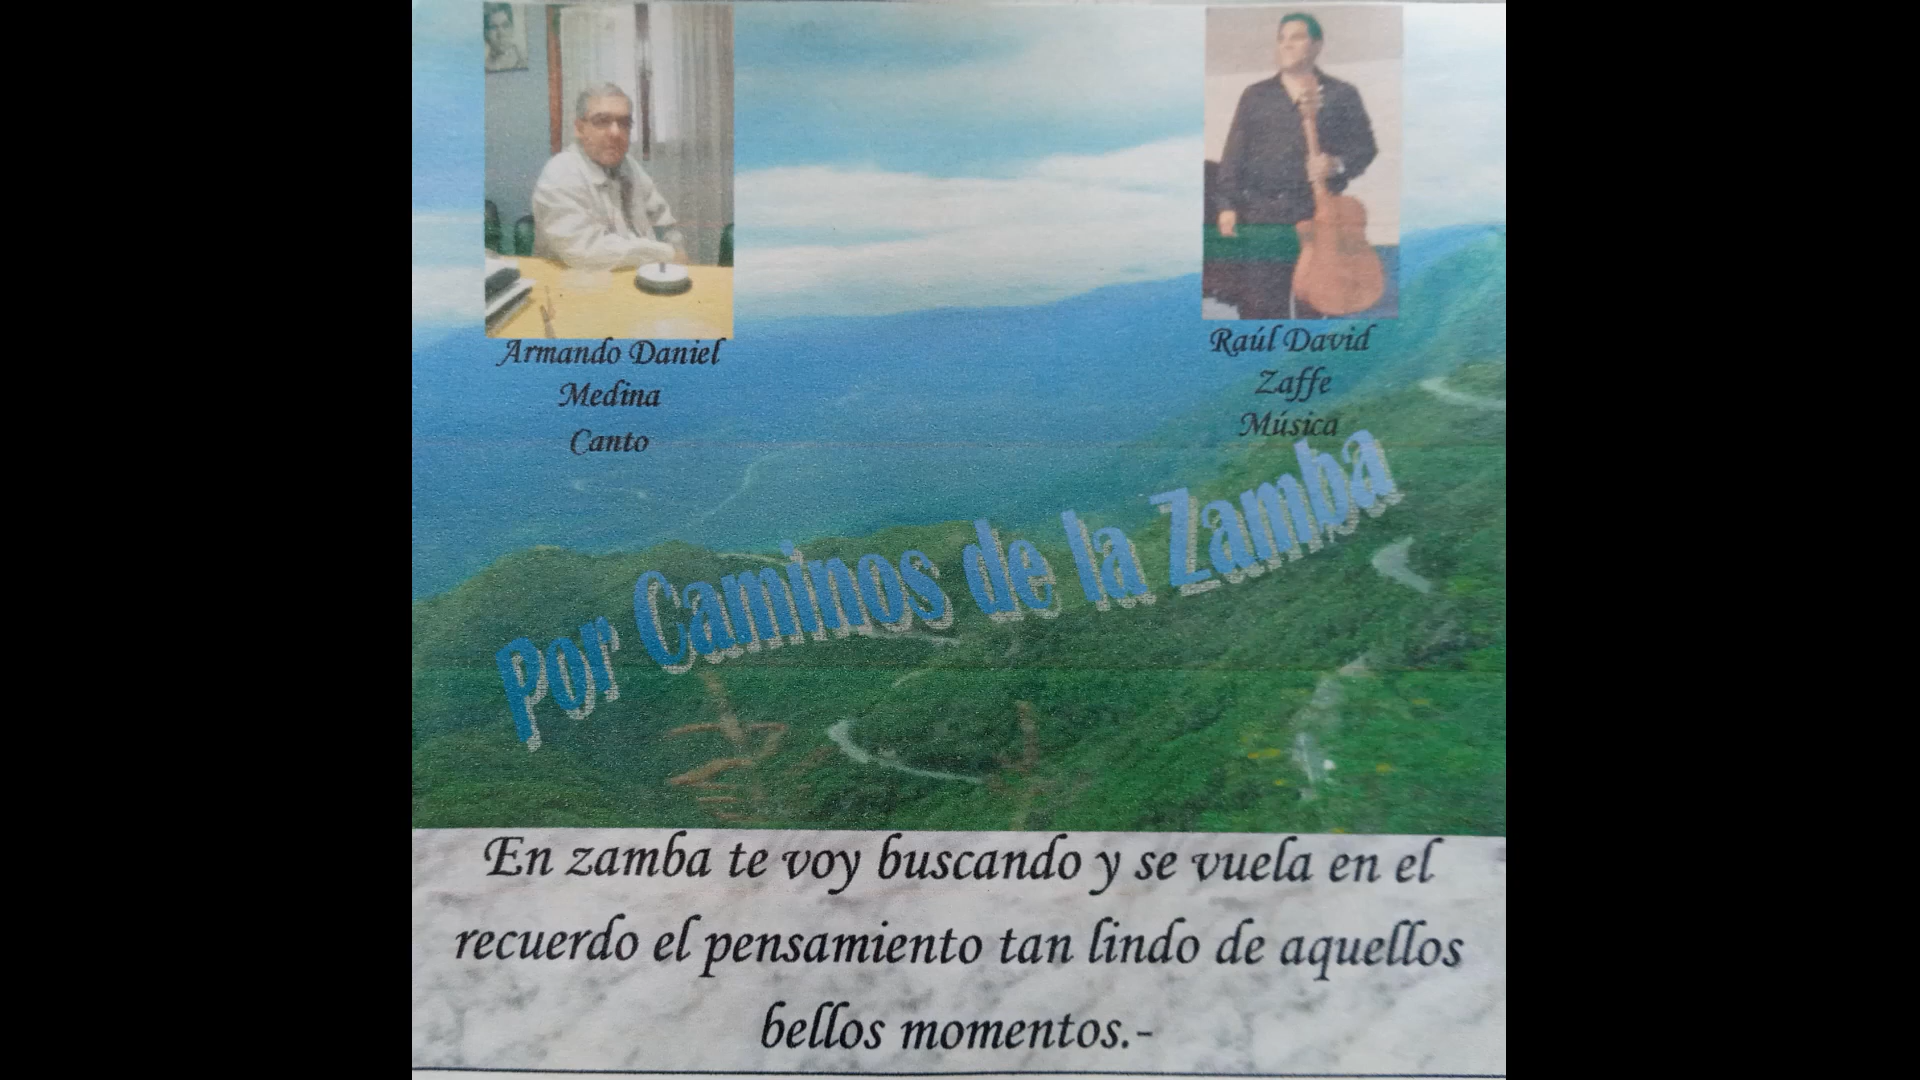 Armando Daniel
Medina
Canto
Raúl David
Zaffe
Música
Por Caminos de la Zamba
En zamba te voy buscando y se vuela en el
recuerdo el pensamiento tan lindo de aquellos
bellos momentos.-